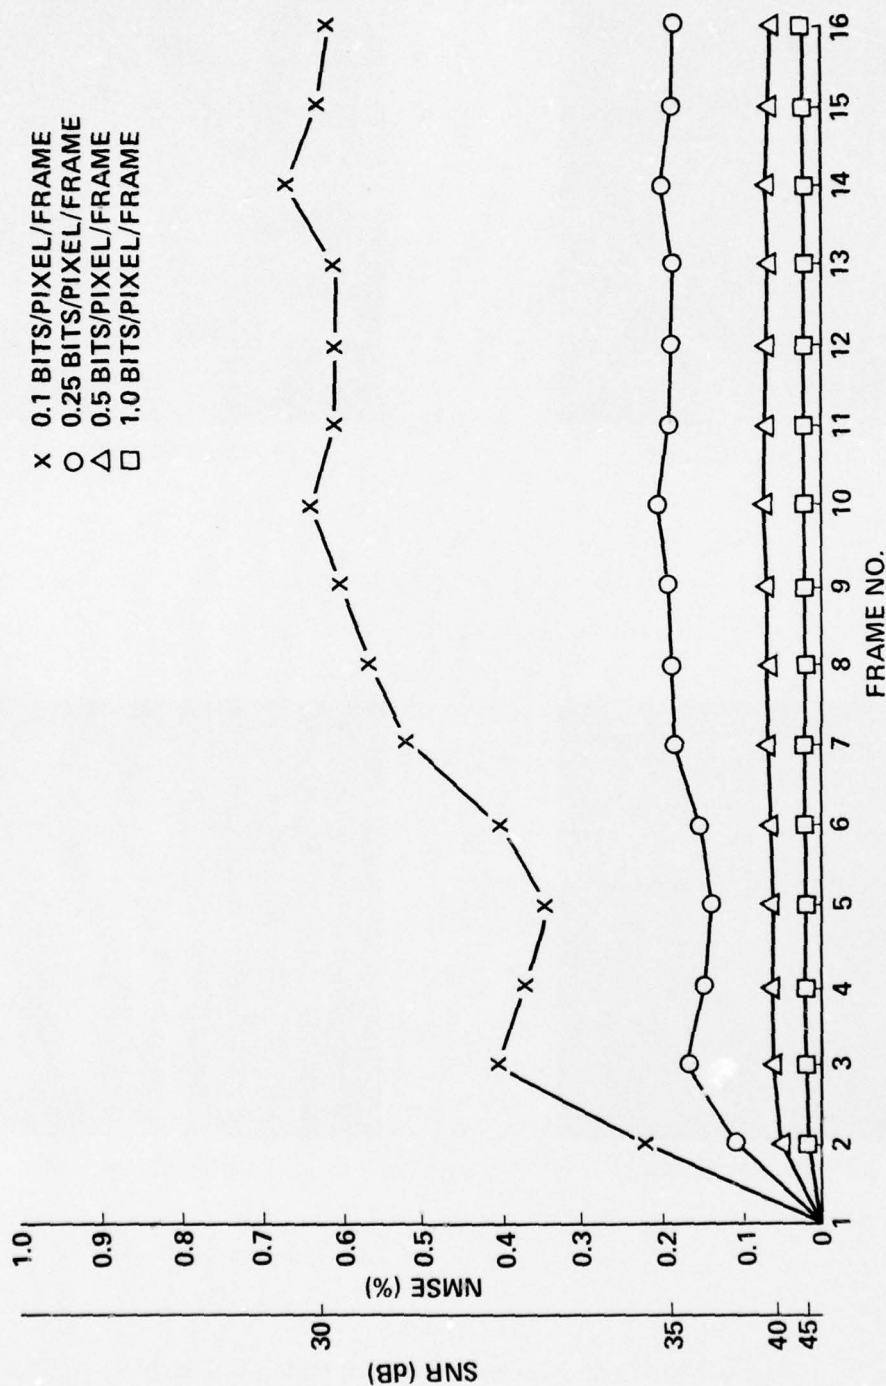 X 0.1 BITS/PIXEL/FRAME
O 0.25 BITS/PIXEL/FRAME
△ 0.5 BITS/PIXEL/FRAME
□ 1.0 BITS/PIXEL/FRAME
SNR (dB)
30
35
40
45
NMSE (%)
1.0
0.9
0.8
0.7
0.6
0.5
0.4
0.3
0.2
0.1
0
1 2 3 4 5 6 7 8 9 10 11 12 13 14 15 16
FRAME NO.